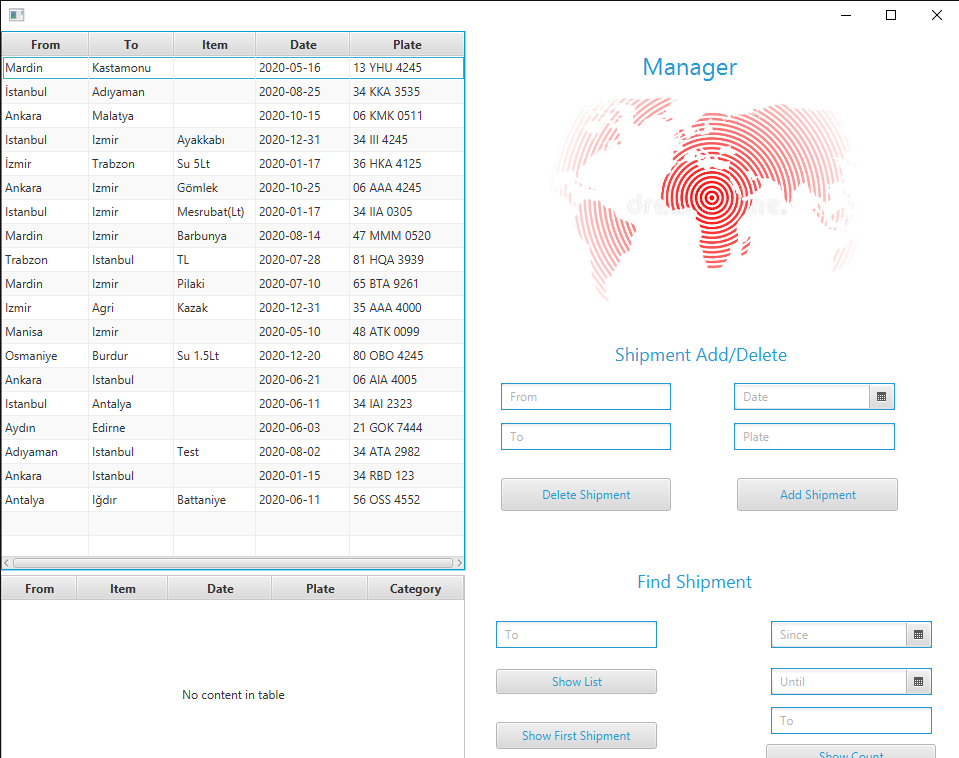 From To Item Date Plate
Mardin Kastamonu 2020-05-16 13 YHU 4245
İstanbul Adıyaman 2020-08-25 34 KKA 3535
Ankara Malatya 2020-10-15 06 KMK 0511
Istanbul Izmir Ayakkabı 2020-12-31 34 III 4245
İzmir Trabzon Su 5Lt 2020-01-17 36 HKA 4125
Ankara Izmir Gömlek 2020-10-25 06 AAA 4245
Istanbul Izmir Mesrubat(Lt) 2020-01-17 34 IIA 0305
Mardin Izmir Barbunya 2020-08-14 47 MMM 0520
Trabzon Istanbul TL 2020-07-28 81 HQA 3939
Mardin Izmir Pilaki 2020-07-10 65 BTA 9261
Izmir Agri Kazak 2020-12-31 35 AAA 4000
Manisa Izmir 2020-05-10 48 ATK 0099
Osmaniye Burdur Su 1.5Lt 2020-12-20 80 OBO 4245
Ankara Istanbul 2020-06-21 06 AIA 4005
Istanbul Antalya 2020-06-11 34 IAI 2323
Aydın Edirne 2020-06-03 21 GOK 7444
Adıyaman Istanbul Test 2020-08-02 34 ATA 2982
Ankara Istanbul 2020-01-15 34 RBD 123
Antalya Iğdır Battaniye 2020-06-11 56 OSS 4552
From Item Date Plate Category
No content in table
Manager
Shipment Add/Delete
From Date
To Plate
Delete Shipment Add Shipment
Find Shipment
To Since
Show List Until
To
Show First Shipment
Show Count